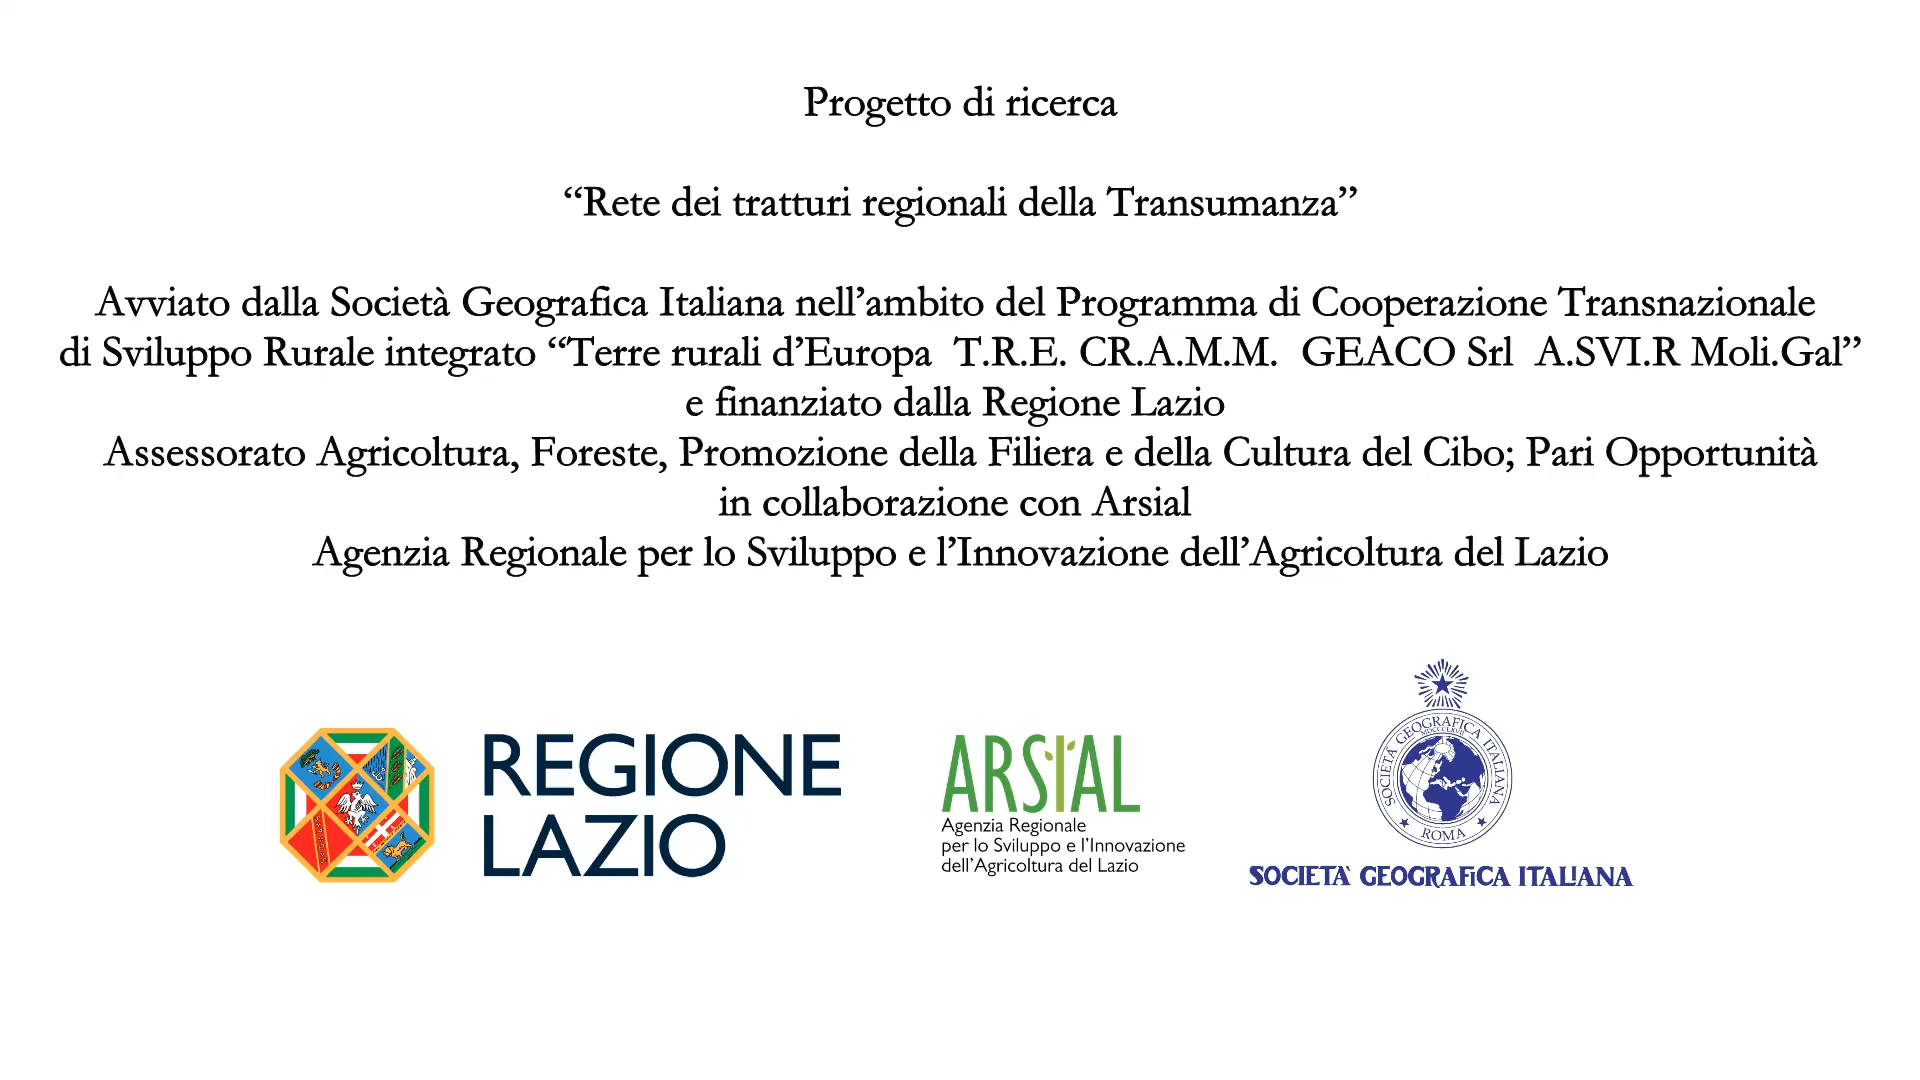 Progetto di ricerca
“Rete dei tratturi regionali della Transumanza”
Avviato dalla Società Geografica Italiana nell’ambito del Programma di Cooperazione Transnazionale
di Sviluppo Rurale integrato “Terre rurali d’Europa  T.R.E. CR.A.M.M.  GEACO Srl  A.SVI.R Moli.Gal”
e finanziato dalla Regione Lazio
Assessorato Agricoltura, Foreste, Promozione della Filiera e della Cultura del Cibo; Pari Opportunità
in collaborazione con Arsial
Agenzia Regionale per lo Sviluppo e l’Innovazione dell’Agricoltura del Lazio
REGIONE
LAZIO
ARSIAL
Agenzia Regionale
per lo Sviluppo e l’Innovazione
dell’Agricoltura del Lazio
SOCIETÀ GEOGRAFICA ITALIANA
ROMA
SOCIETA` GEOGRAFiCA ITALIANA